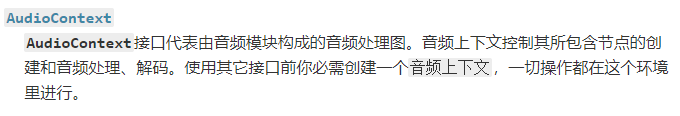 AudioContext
AudioContext接口代表由音频模块构成的音频处理图。音频上下文控制其所包含节点的创
建和音频处理、解码。使用其它接口前你必需创建一个音频上下文，一切操作都在这个环境
里进行。